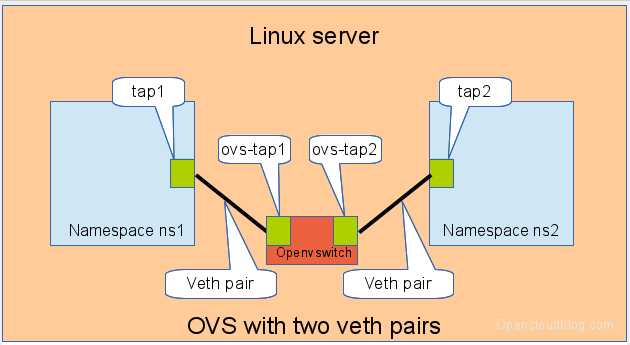 Linux server
tap1
tap2
ovs-tap1
ovs-tap2
Namespace ns1
Namespace ns2
Openvswitch
Veth pair
Veth pair
OVS with two veth pairs
Opencloudblog.com